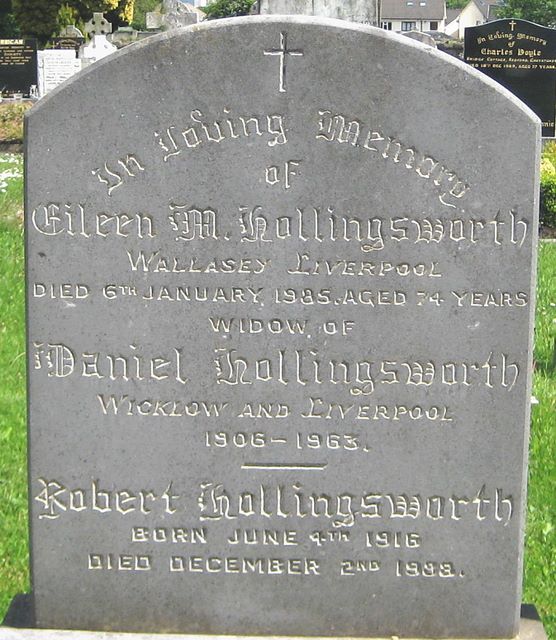 In Loving Memory
of
Eileen M. Hollingsworth
WALLASEY LIVERPOOL
DIED 6TH JANUARY 1985. AGED 74 YEARS
WIDOW OF
Daniel Hollingsworth
WICKLOW AND LIVERPOOL
1906-1963.
Robert Hollingsworth
BORN JUNE 4TH 1916
DIED DECEMBER 2ND 1988.
In Loving Memory
of
Charles Doyle